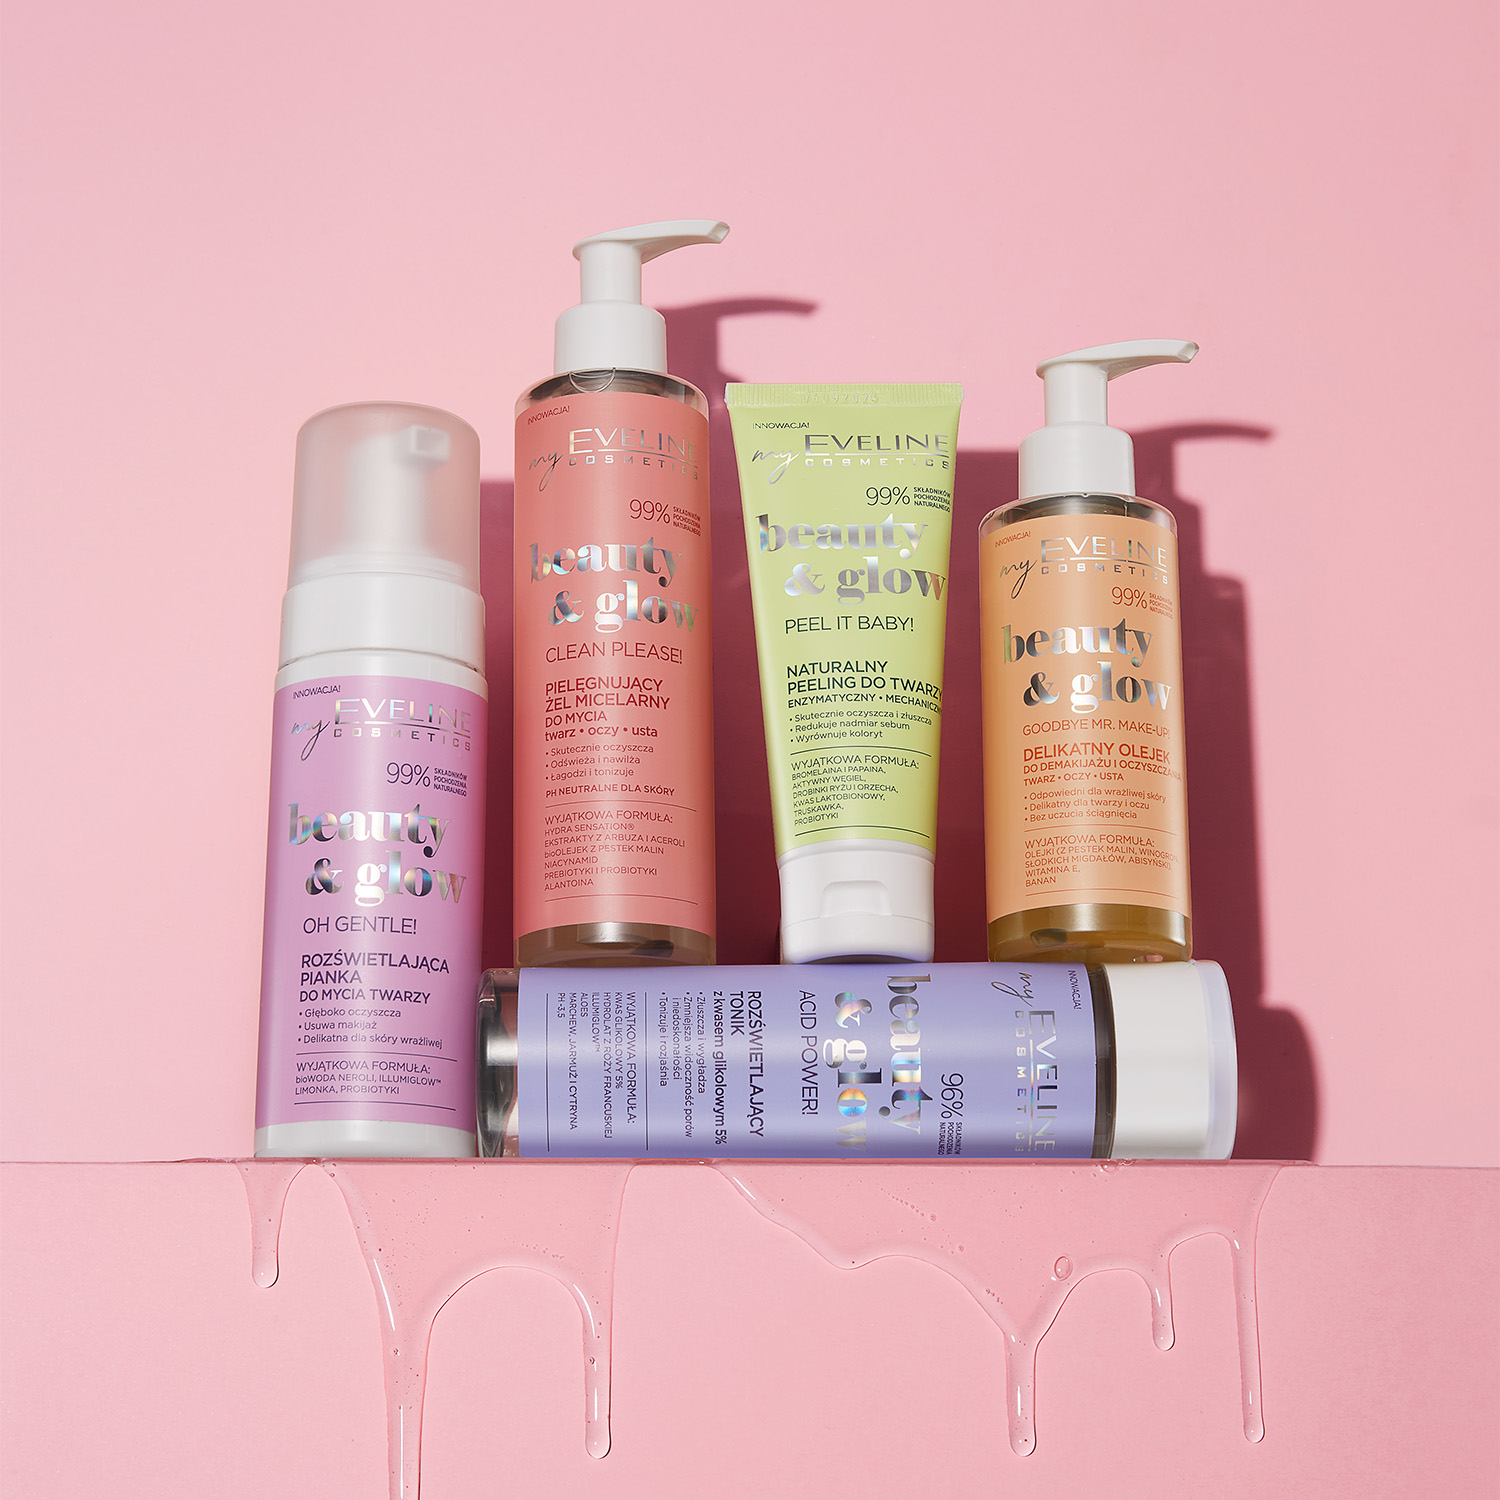 INNOWACJA!
my EVELINE
COSMETICS
99% SKŁADNIKÓW
POCHODZENIA
NATURALNEGO
beauty
& glow
OH GENTLE!
ROZŚWIETLAJĄCA
PIANKA
DO MYCIA TWARZY
• Głęboko oczyszcza
• Usuwa makijaż
• Delikatna dla skóry wrażliwej
WYJĄTKOWA FORMUŁA:
bioWODA NEROLI, ILLUMIGLOW™
LIMONKA, PROBIOTYKI
INNOWACJA!
my EVELINE
COSMETICS
99% SKŁADNIKÓW
POCHODZENIA
NATURALNEGO
beauty
& glow
CLEAN PLEASE!
PIELĘGNUJĄCY
ŻEL MICELARNY
DO MYCIA
twarz • oczy • usta
• Skutecznie oczyszcza
• Odświeża i nawilża
• Łagodzi i tonizuje
PH NEUTRALNE DLA SKÓRY
WYJĄTKOWA FORMUŁA:
HYDRA SENSATION®
EKSTRAKTY Z ARBUZA I ACEROLI
bioOLEJEK Z PESTEK MALIN
NIACYNAMID
PREBIOTYKI I PROBIOTYKI
ALANTOINA
INNOWACJA!
my EVELINE
COSMETICS
99% SKŁADNIKÓW
POCHODZENIA
NATURALNEGO
beauty
& glow
PEEL IT BABY!
NATURALNY
PEELING DO TWARZY
ENZYMATYCZNY • MECHANICZNY
• Skutecznie oczyszcza i złuszcza
• Redukuje nadmiar sebum
• Wyrównuje koloryt
WYJĄTKOWA FORMUŁA:
BROMELAINA I PAPAINA,
AKTYWNY WĘGIEL,
DROBINKI RYŻU I ORZECHA,
KWAS LAKTOBIONOWY,
TRUSKAWKA,
PROBIOTYKI
INNOWACJA!
my EVELINE
COSMETICS
99% SKŁADNIKÓW
POCHODZENIA
NATURALNEGO
beauty
& glow
GOODBYE MR. MAKE-UP!
DELIKATNY OLEJEK
DO DEMAKIJAŻU I OCZYSZCZANIA
TWARZ • OCZY • USTA
• Odpowiedni dla wrażliwej skóry
• Delikatny dla twarzy i oczu
• Bez uczucia ściągnięcia
WYJĄTKOWA FORMUŁA:
OLEJKI (Z PESTEK MALIN, WINOGRON,
SŁODKICH MIGDAŁÓW, ABISYŃSKI),
WITAMINA E,
BANAN
INNOWACJA!
my EVELINE
COSMETICS
96% SKŁADNIKÓW
POCHODZENIA
NATURALNEGO
beauty
& glow
ACID POWER!
ROZŚWIETLAJĄCY
TONIK
z kwasem glikolowym 5%
• Złuszcza i wygładza
• Zmniejsza widoczność porów
i niedoskonałości
• Tonizuje i rozjaśnia
WYJĄTKOWA FORMUŁA:
KWAS GLIKOLOWY 5%
HYDROLAT Z RÓŻY FRANCUSKIEJ
ILLUMIGLOW™
ALOES
MARCHEW, JARMUŻ I CYTRYNA
PH-3,5